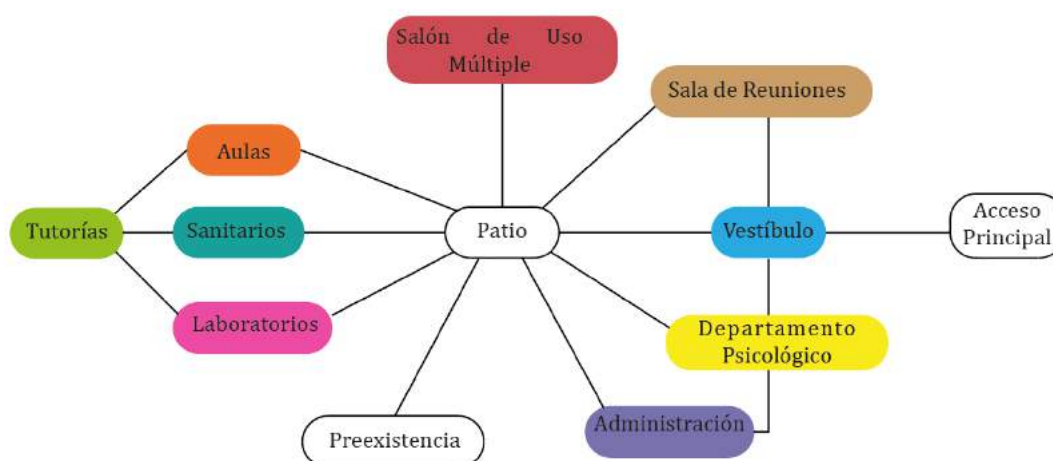 Salón de Uso
Múltiple
Sala de Reuniones
Aulas
Tutorías
Sanitarios
Patio
Vestíbulo
Acceso
Principal
Laboratorios
Departamento
Psicológico
Preexistencia
Administración